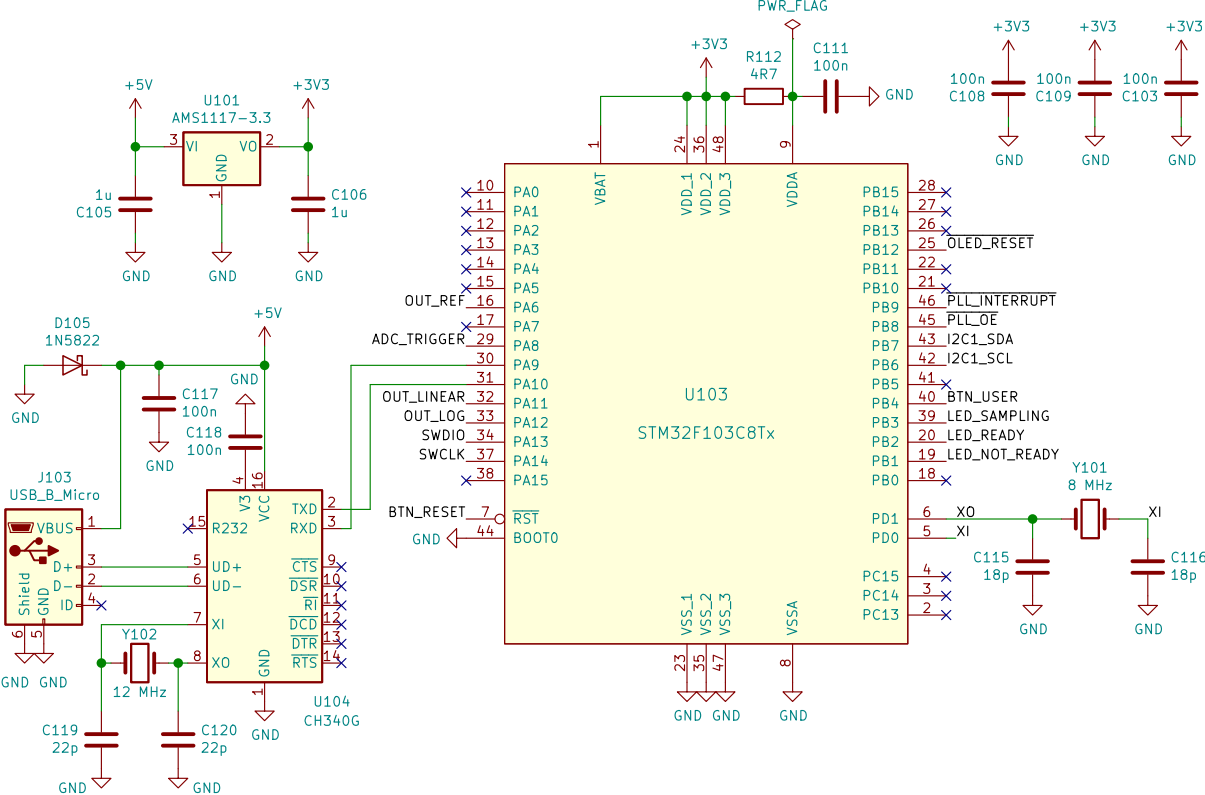 PWR_FLAG
+3V3
R112
4R7
C111
100n
GND
+3V3
100n
C108
GND
+3V3
100n
C109
GND
+3V3
100n
C103
GND
+5V
U101
AMS1117-3.3
+3V3
3 VI
VO 2
GND
1
1u
C105
C106
1u
GND
GND
GND
1
24
36
48
9
VBAT
VDD_1
VDD_2
VDD_3
VDDA
10 PA0
11 PA1
12 PA2
13 PA3
14 PA4
15 PA5
OUT_REF 16 PA6
17 PA7
ADC_TRIGGER 29 PA8
30 PA9
31 PA10
OUT_LINEAR 32 PA11
OUT_LOG 33 PA12
SWDIO 34 PA13
SWCLK 37 PA14
38 PA15
BTN_RESET 7 RST
GND 44 BOOT0
U103
STM32F103C8Tx
PB15 28
PB14 27
PB13 26
PB12 25 OLED_RESET
PB11 22
PB10 21
PB9 46 PLL_INTERRUPT
PB8 45 PLL_OE
PB7 43 I2C1_SDA
PB6 42 I2C1_SCL
PB5 41
PB4 40 BTN_USER
PB3 39 LED_SAMPLING
PB2 20 LED_READY
PB1 19 LED_NOT_READY
PB0 18
PD1 6 XO
PD0 5 XI
PC15 4
PC14 3
PC13 2
VSS_1
VSS_2
VSS_3
VSSA
23
35
47
8
GND
GND
GND
Y101
8 MHz
XI
C115
18p
GND
C116
18p
GND
D105
1N5822
GND
+5V
C117
100n
GND
GND
C118
100n
4
16
V3
VCC
J103
USB_B_Micro
VBUS 1
D+ 3
D- 2
ID 4
Shield
GND
6
5
GND
GND
15 R232
5 UD+
6 UD-
7 XI
8 XO
TXD 2
RXD 3
CTS 9
DSR 10
RI 11
DCD 12
DTR 13
RTS 14
GND
1
GND
U104
CH340G
Y102
12 MHz
C119
22p
GND
C120
22p
GND